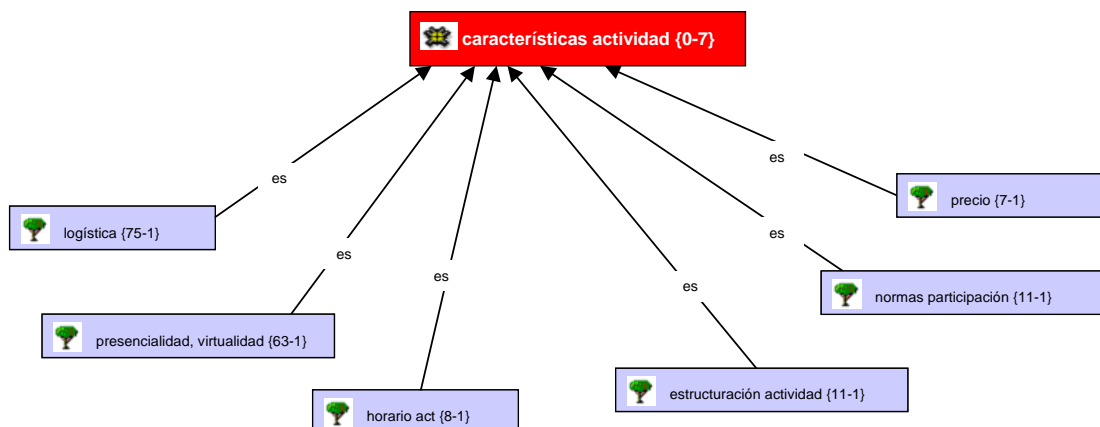 características actividad {0-7}
es
precio {7-1}
es
logística {75-1}
es
es
es
es
normas participación {11-1}
presencialidad, virtualidad {63-1}
estructuración actividad {11-1}
horario act {8-1}